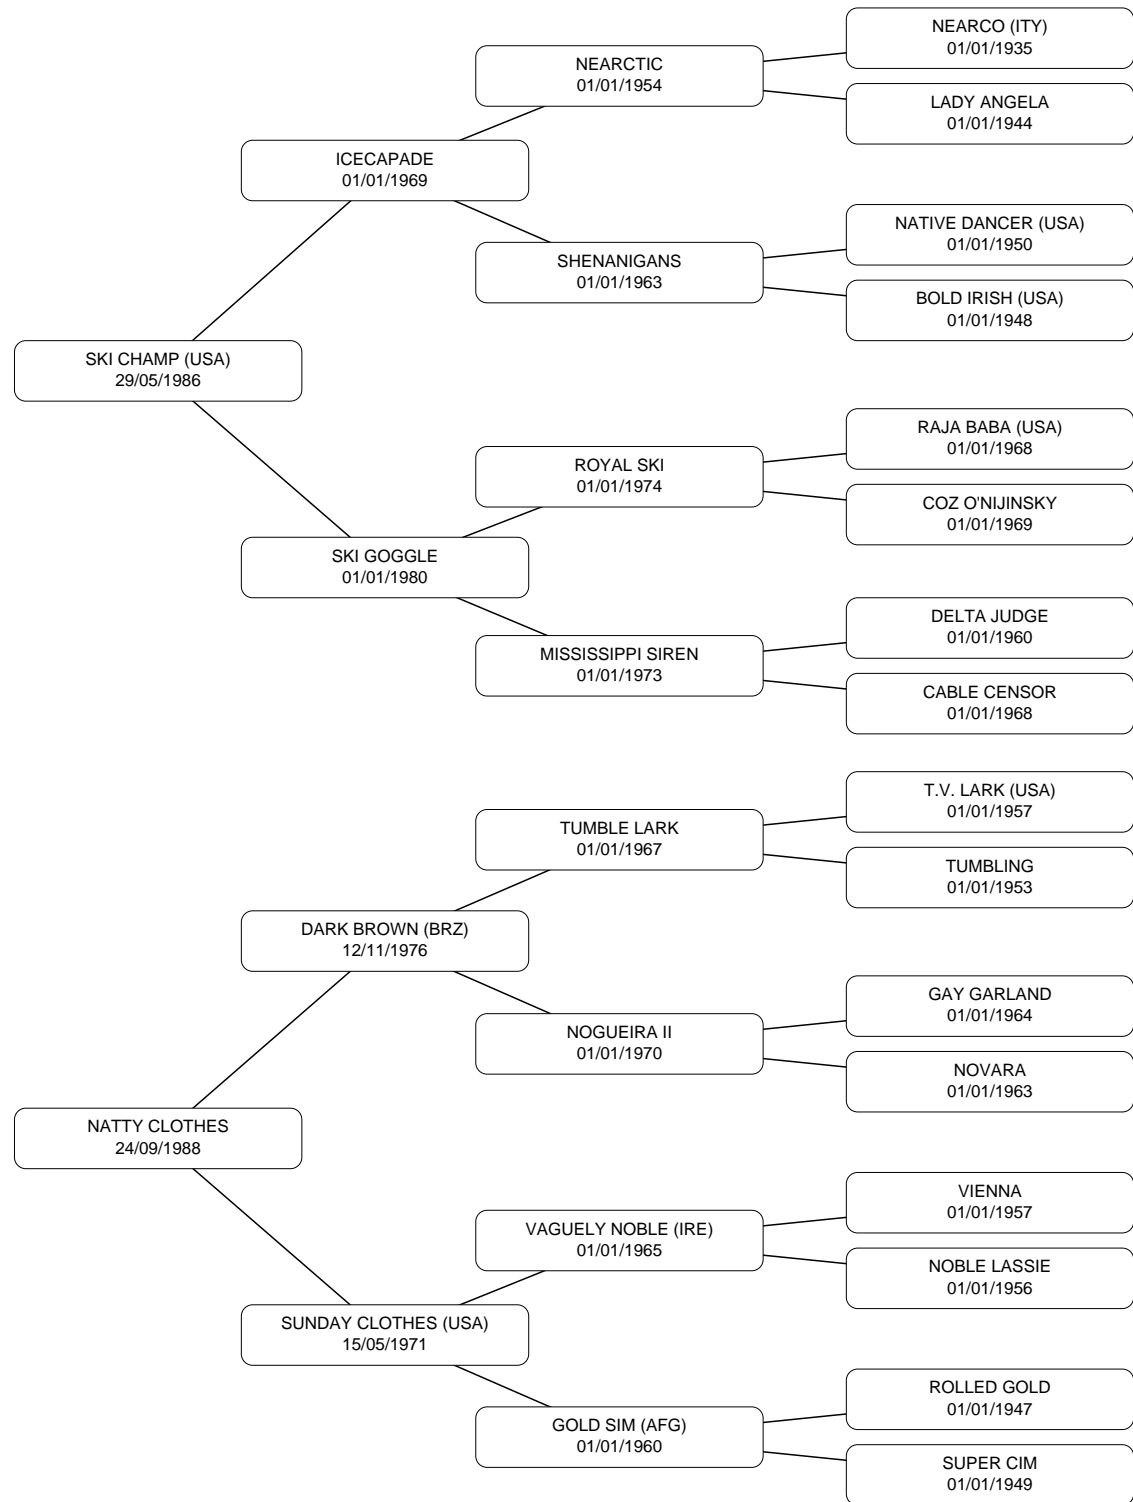 NEARCO (ITY)
01/01/1935
NEARCTIC
01/01/1954
LADY ANGELA
01/01/1944
ICECAPADE
01/01/1969
NATIVE DANCER (USA)
01/01/1950
SHENANIGANS
01/01/1963
BOLD IRISH (USA)
01/01/1948
SKI CHAMP (USA)
29/05/1986
RAJA BABA (USA)
01/01/1968
ROYAL SKI
01/01/1974
COZ O'NIJINSKY
01/01/1969
SKI GOGGLE
01/01/1980
DELTA JUDGE
01/01/1960
MISSISSIPPI SIREN
01/01/1973
CABLE CENSOR
01/01/1968
T.V. LARK (USA)
01/01/1957
TUMBLE LARK
01/01/1967
TUMBLING
01/01/1953
DARK BROWN (BRZ)
12/11/1976
GAY GARLAND
01/01/1964
NOGUEIRA II
01/01/1970
NOVARA
01/01/1963
NATTY CLOTHES
24/09/1988
VIENNA
01/01/1957
VAGUELY NOBLE (IRE)
01/01/1965
NOBLE LASSIE
01/01/1956
SUNDAY CLOTHES (USA)
15/05/1971
ROLLED GOLD
01/01/1947
GOLD SIM (AFG)
01/01/1960
SUPER CIM
01/01/1949